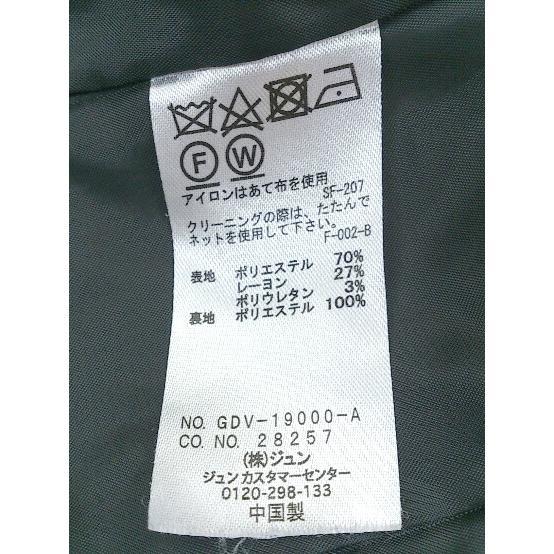 F W
アイロンはあて布を使用
SF-207
クリーニングの際は、たたんで
ネットを使用して下さい。
F-002-B
表地 ポリエステル 70%
レーヨン 27%
ポリウレタン 3%
裏地 ポリエステル 100%
NO. GDV-19000-A
CO. NO. 28257
(株)ジュン
ジュンカスタマーセンター
0120-298-133
中国製